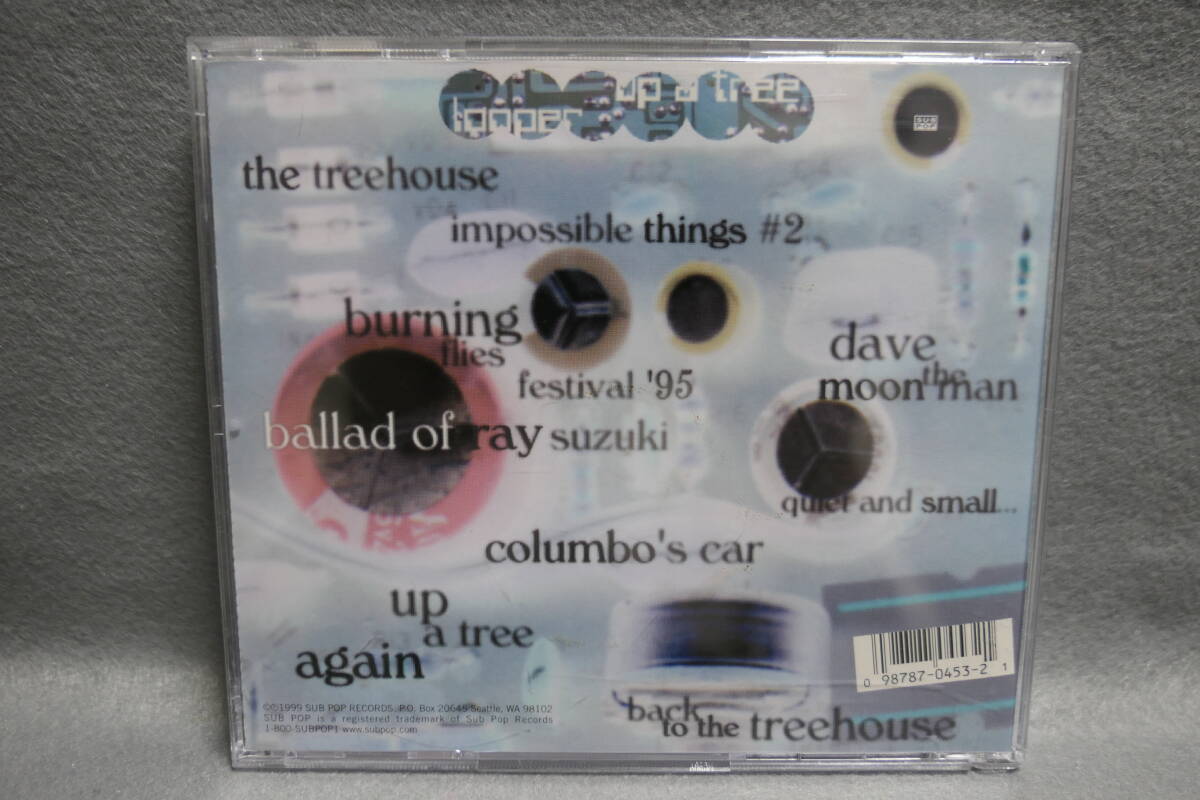 up a tree
looper
SUB
POP
the treehouse
impossible things #2
burning
flies
festival '95
dave
the
moon man
ballad of ray suzuki
quiet and small...
columbo's car
up
a tree
again
back
to the treehouse
0 98787-0453-2 1
©℗1999 SUB POP RECORDS, P.O. Box 20645 Seattle, WA 98102
SUB POP is a registered trademark of Sub Pop Records
1-800-SUBPOP1 www.subpop.com